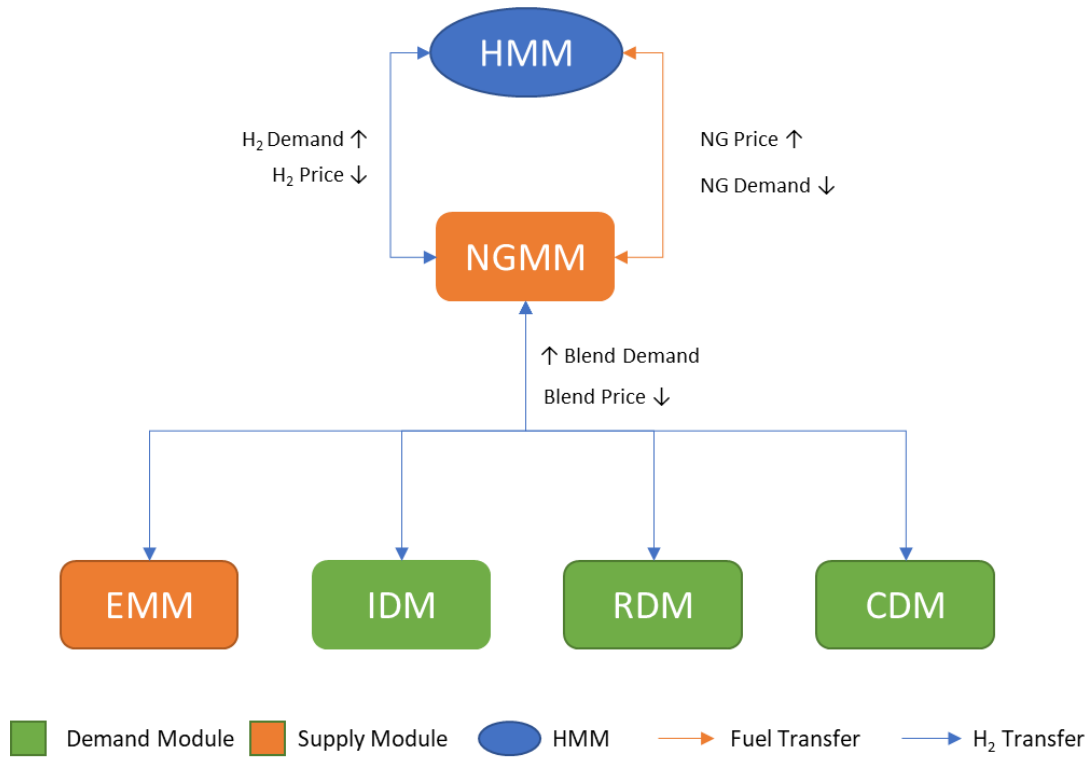 HMM
H₂ Demand ↑
H₂ Price ↓
NG Price ↑
NG Demand ↓
NGMM
↑ Blend Demand
Blend Price ↓
EMM
IDM
RDM
CDM
Demand Module
Supply Module
HMM
Fuel Transfer
H₂ Transfer